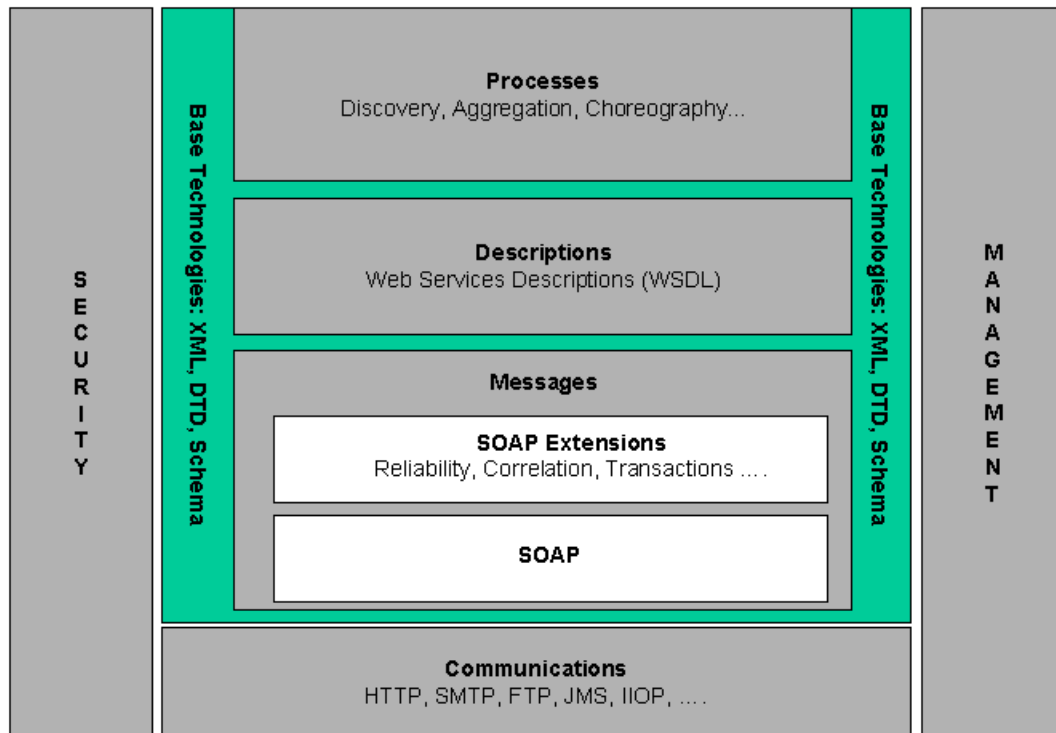 SECURITY
Base Technologies: XML, DTD, Schema
Processes
Discovery, Aggregation, Choreography...
Descriptions
Web Services Descriptions (WSDL)
Messages
SOAP Extensions
Reliability, Correlation, Transactions ... .
SOAP
Base Technologies: XML, DTD, Schema
MANAGEMENT
Communications
HTTP, SMTP, FTP, JMS, IIOP, ... .